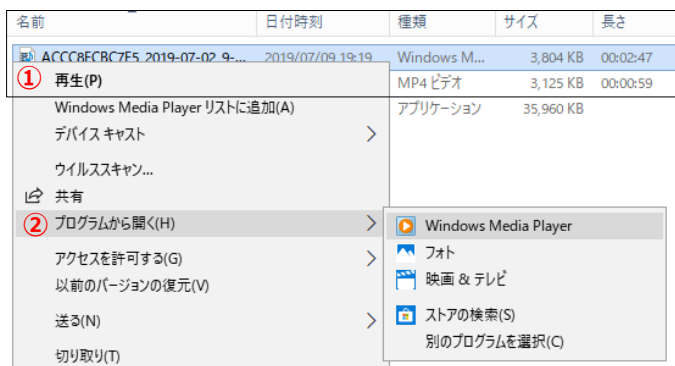 名前 日付時刻 種類 サイズ 長さ
ACCC8ECBC7F5_2019-07-02_9-... 2019/07/09 19:19 Windows M... 3,804 KB 00:02:47
① 再生(P) MP4 ビデオ 3,125 KB 00:00:59
Windows Media Player リストに追加(A) アプリケーション 35,960 KB
デバイス キャスト
ウイルススキャン...
共有
② プログラムから開く(H) Windows Media Player
フォト
アクセスを許可する(G)
映画 & テレビ
以前のバージョンの復元(V)
送る(N) ストアの検索(S)
別のプログラムを選択(C)
切り取り(T)